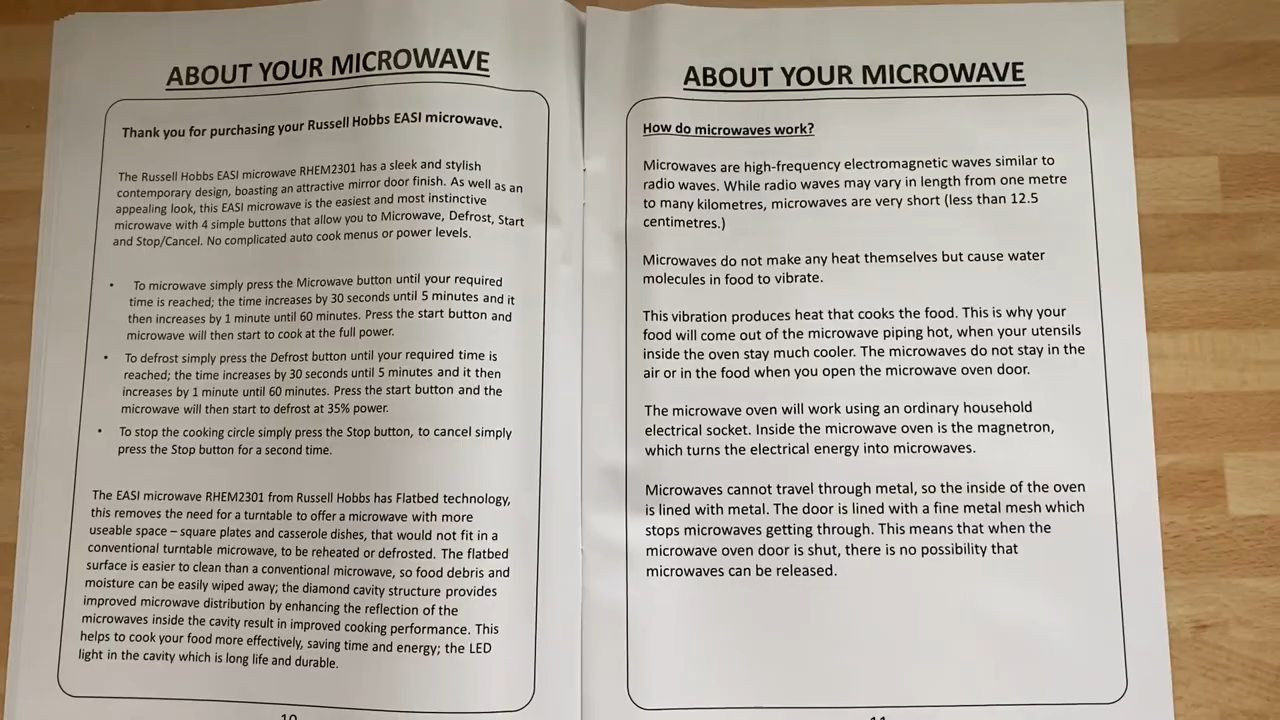 ABOUT YOUR MICROWAVE
Thank you for purchasing your Russell Hobbs EASI microwave.
The Russell Hobbs EASI microwave RHEM2301 has a sleek and stylish
contemporary design, boasting an attractive mirror door finish. As well as an
appealing look, this EASI microwave is the easiest and most instinctive
microwave with 4 simple buttons that allow you to Microwave, Defrost, Start
and Stop/Cancel. No complicated auto cook menus or power levels.
• To microwave simply press the Microwave button until your required
time is reached; the time increases by 30 seconds until 5 minutes and it
then increases by 1 minute until 60 minutes. Press the start button and
microwave will then start to cook at the full power.
• To defrost simply press the Defrost button until your required time is
reached; the time increases by 30 seconds until 5 minutes and it then
increases by 1 minute until 60 minutes. Press the start button and the
microwave will then start to defrost at 35% power.
• To stop the cooking circle simply press the Stop button, to cancel simply
press the Stop button for a second time.
The EASI microwave RHEM2301 from Russell Hobbs has Flatbed technology,
this removes the need for a turntable to offer a microwave with more
useable space – square plates and casserole dishes, that would not fit in a
conventional turntable microwave, to be reheated or defrosted. The flatbed
surface is easier to clean than a conventional microwave, so food debris and
moisture can be easily wiped away; the diamond cavity structure provides
improved microwave distribution by enhancing the reflection of the
microwaves inside the cavity result in improved cooking performance. This
helps to cook your food more effectively, saving time and energy; the LED
light in the cavity which is long life and durable.
10
ABOUT YOUR MICROWAVE
How do microwaves work?
Microwaves are high-frequency electromagnetic waves similar to
radio waves. While radio waves may vary in length from one metre
to many kilometres, microwaves are very short (less than 12.5
centimetres.)
Microwaves do not make any heat themselves but cause water
molecules in food to vibrate.
This vibration produces heat that cooks the food. This is why your
food will come out of the microwave piping hot, when your utensils
inside the oven stay much cooler. The microwaves do not stay in the
air or in the food when you open the microwave oven door.
The microwave oven will work using an ordinary household
electrical socket. Inside the microwave oven is the magnetron,
which turns the electrical energy into microwaves.
Microwaves cannot travel through metal, so the inside of the oven
is lined with metal. The door is lined with a fine metal mesh which
stops microwaves getting through. This means that when the
microwave oven door is shut, there is no possibility that
microwaves can be released.
11